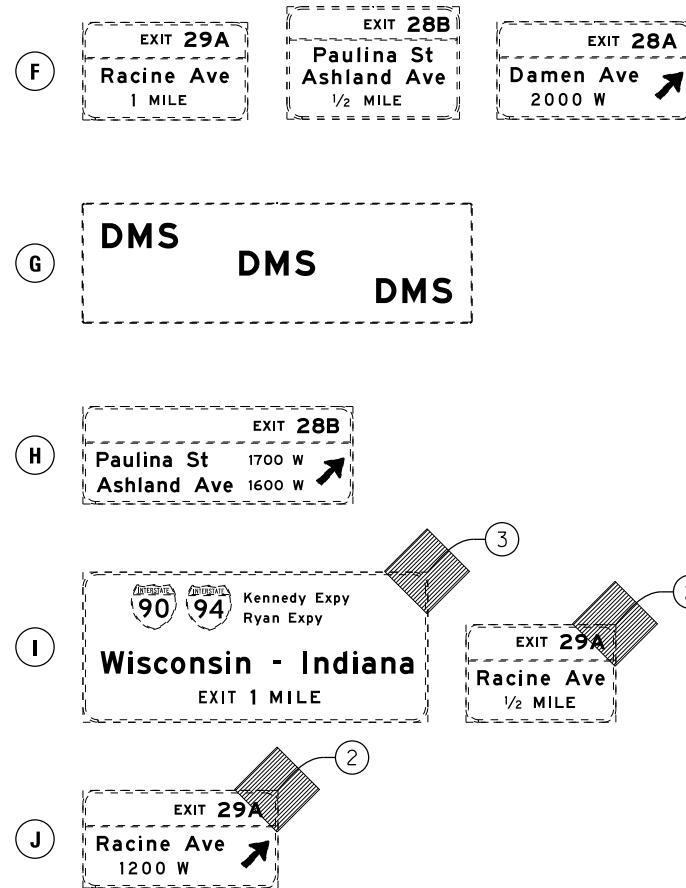 F
EXIT 29A
Racine Ave
1 MILE
EXIT 28B
Paulina St
Ashland Ave
1/2 MILE
EXIT 28A
Damen Ave
2000 W
G
DMS
DMS
DMS
H
EXIT 28B
Paulina St 1700 W
Ashland Ave 1600 W
I
3
INTERSTATE 90
INTERSTATE 94
Kennedy Expy
Ryan Expy
Wisconsin - Indiana
EXIT 1 MILE
EXIT 29A
Racine Ave
1/2 MILE
J
2
EXIT 29A
Racine Ave
1200 W